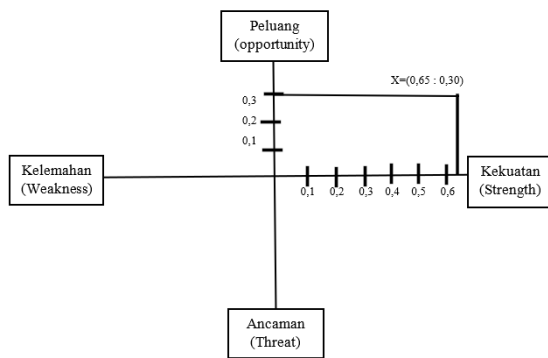 Peluang
(opportunity)
X=(0,65 : 0,30)
0,3
0,2
0,1
Kelemahan
(Weakness)
Kekuatan
(Strength)
0,1 0,2 0,3 0,4 0,5 0,6
Ancaman
(Threat)